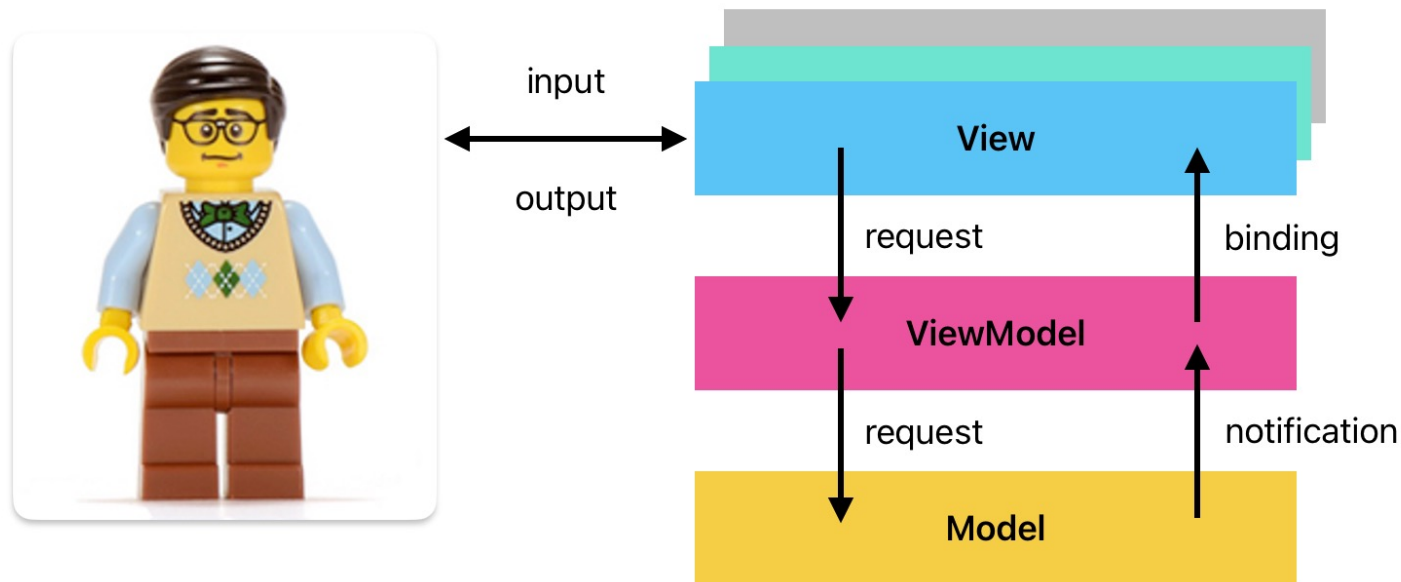 input
output
View
request
binding
ViewModel
request
notification
Model